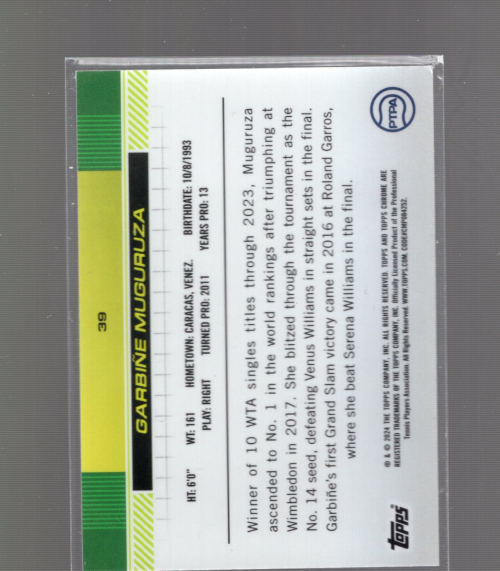 39
GARBIÑE MUGURUZA
HT: 6'0" WT: 161 HOMETOWN: CARACAS, VENEZ. BIRTHDATE: 10/8/1993
PLAY: RIGHT TURNED PRO: 2011 YEARS PRO: 13
Winner of 10 WTA singles titles through 2023, Muguruza
ascended to No. 1 in the world rankings after triumphing at
Wimbledon in 2017. She blitzed through the tournament as the
No. 14 seed, defeating Venus Williams in straight sets in the final.
Garbiñe's first Grand Slam victory came in 2016 at Roland Garros,
where she beat Serena Williams in the final.
topps
® & © 2024 THE TOPPS COMPANY, INC. ALL RIGHTS RESERVED. TOPPS AND TOPPS CHROME ARE
REGISTERED TRADEMARKS OF THE TOPPS COMPANY, INC. Officially Licensed Product of the Professional
Tennis Players Association. All Rights Reserved. WWW.TOPPS.COM. CODE#CMP084252.
PTPA